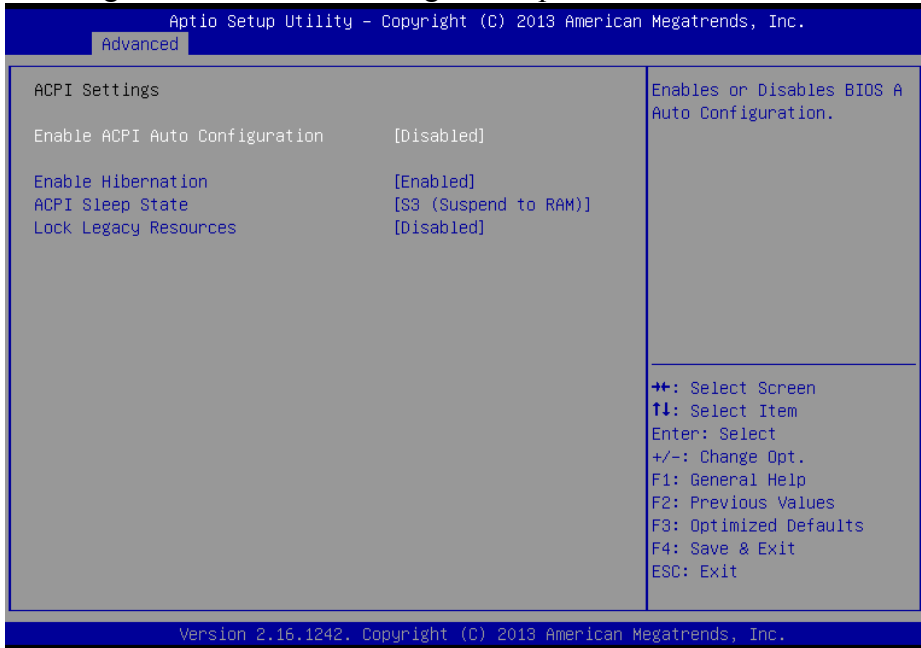 Aptio Setup Utility – Copyright (C) 2013 American Megatrends, Inc.
Advanced
ACPI Settings
Enable ACPI Auto Configuration [Disabled]
Enable Hibernation [Enabled]
ACPI Sleep State [S3 (Suspend to RAM)]
Lock Legacy Resources [Disabled]
Enables or Disables BIOS A
Auto Configuration.
→←: Select Screen
↑↓: Select Item
Enter: Select
+/-: Change Opt.
F1: General Help
F2: Previous Values
F3: Optimized Defaults
F4: Save & Exit
ESC: Exit
Version 2.16.1242. Copyright (C) 2013 American Megatrends, Inc.